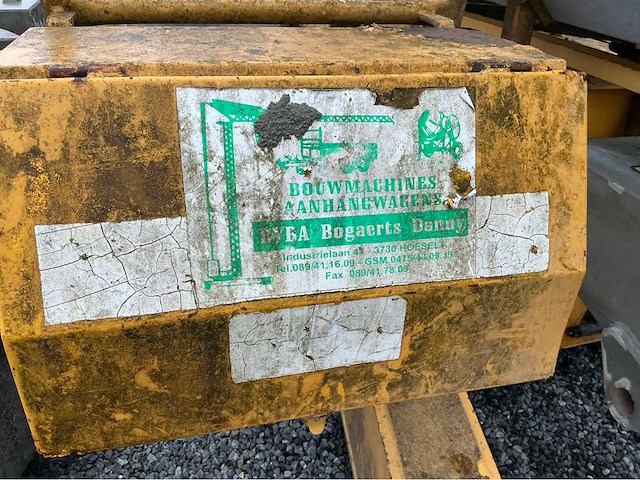 BOUWMACHINES
AANHANGWAGENS
BVBA Bogaerts Danny
Industrielaan 41 - 3730 HOESELT
Tel.089/41.16.09 - GSM 0475/43.09.39
Fax 089/41.78.09